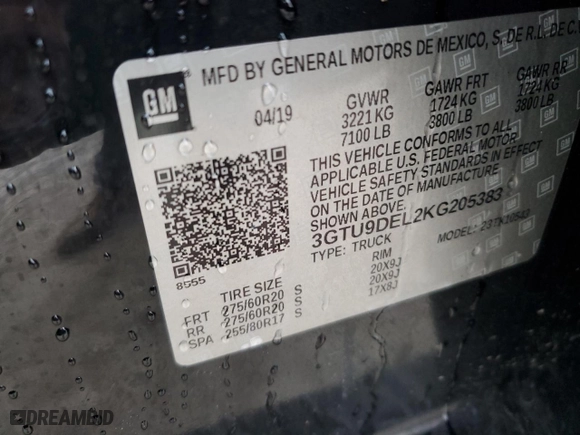 MFD BY GENERAL MOTORS DE MEXICO, S. DE R.L. DE C.V
GM
04/19 GVWR GAWR FRT GAWR RR
3221 KG 1724 KG 1724 KG
7100 LB 3800 LB 3800 LB
THIS VEHICLE CONFORMS TO ALL
APPLICABLE U.S. FEDERAL MOTOR
VEHICLE SAFETY STANDARDS IN EFFECT
ON THE DATE OF MANUFACTURE
SHOWN ABOVE.
3GTU9DEL2KG205383
TYPE: TRUCK MODEL:
8555
TIRE SIZE RIM
FRT 275/60R20 S 20X9J
RR 275/60R20 S 20X9J
SPA 255/80R17 S 17X8J
DREAMBID